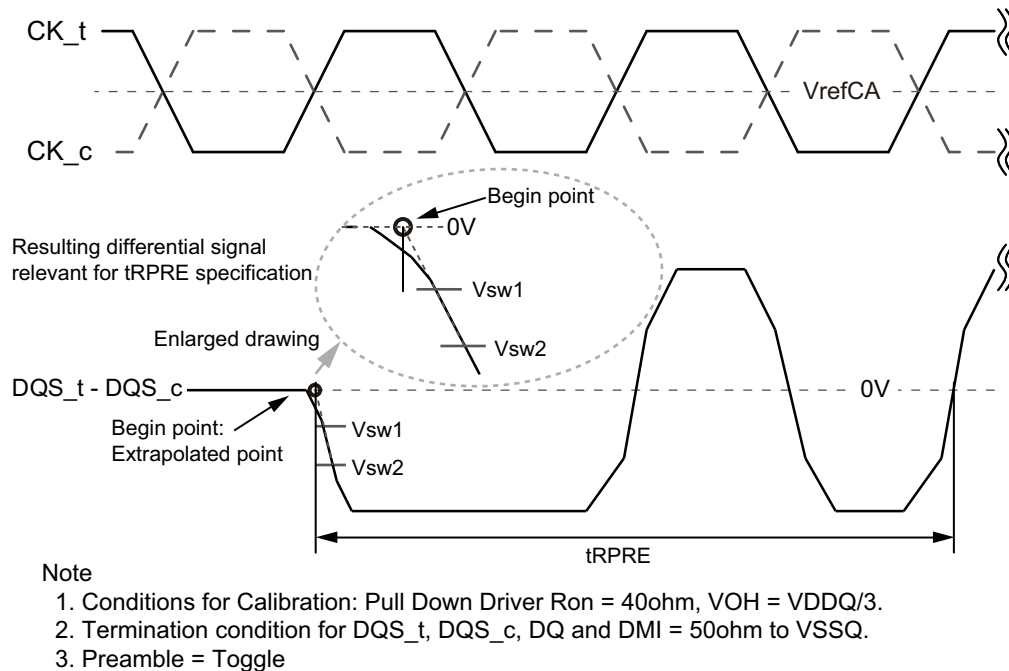 CK_t
VrefCA
CK_c
Begin point
0V
Resulting differential signal
relevant for tRPRE specification
Vsw1
Vsw2
Enlarged drawing
DQS_t - DQS_c
0V
Begin point:
Extrapolated point
Vsw1
Vsw2
tRPRE
Note
1. Conditions for Calibration: Pull Down Driver Ron = 40ohm, VOH = VDDQ/3.
2. Termination condition for DQS_t, DQS_c, DQ and DMI = 50ohm to VSSQ.
3. Preamble = Toggle